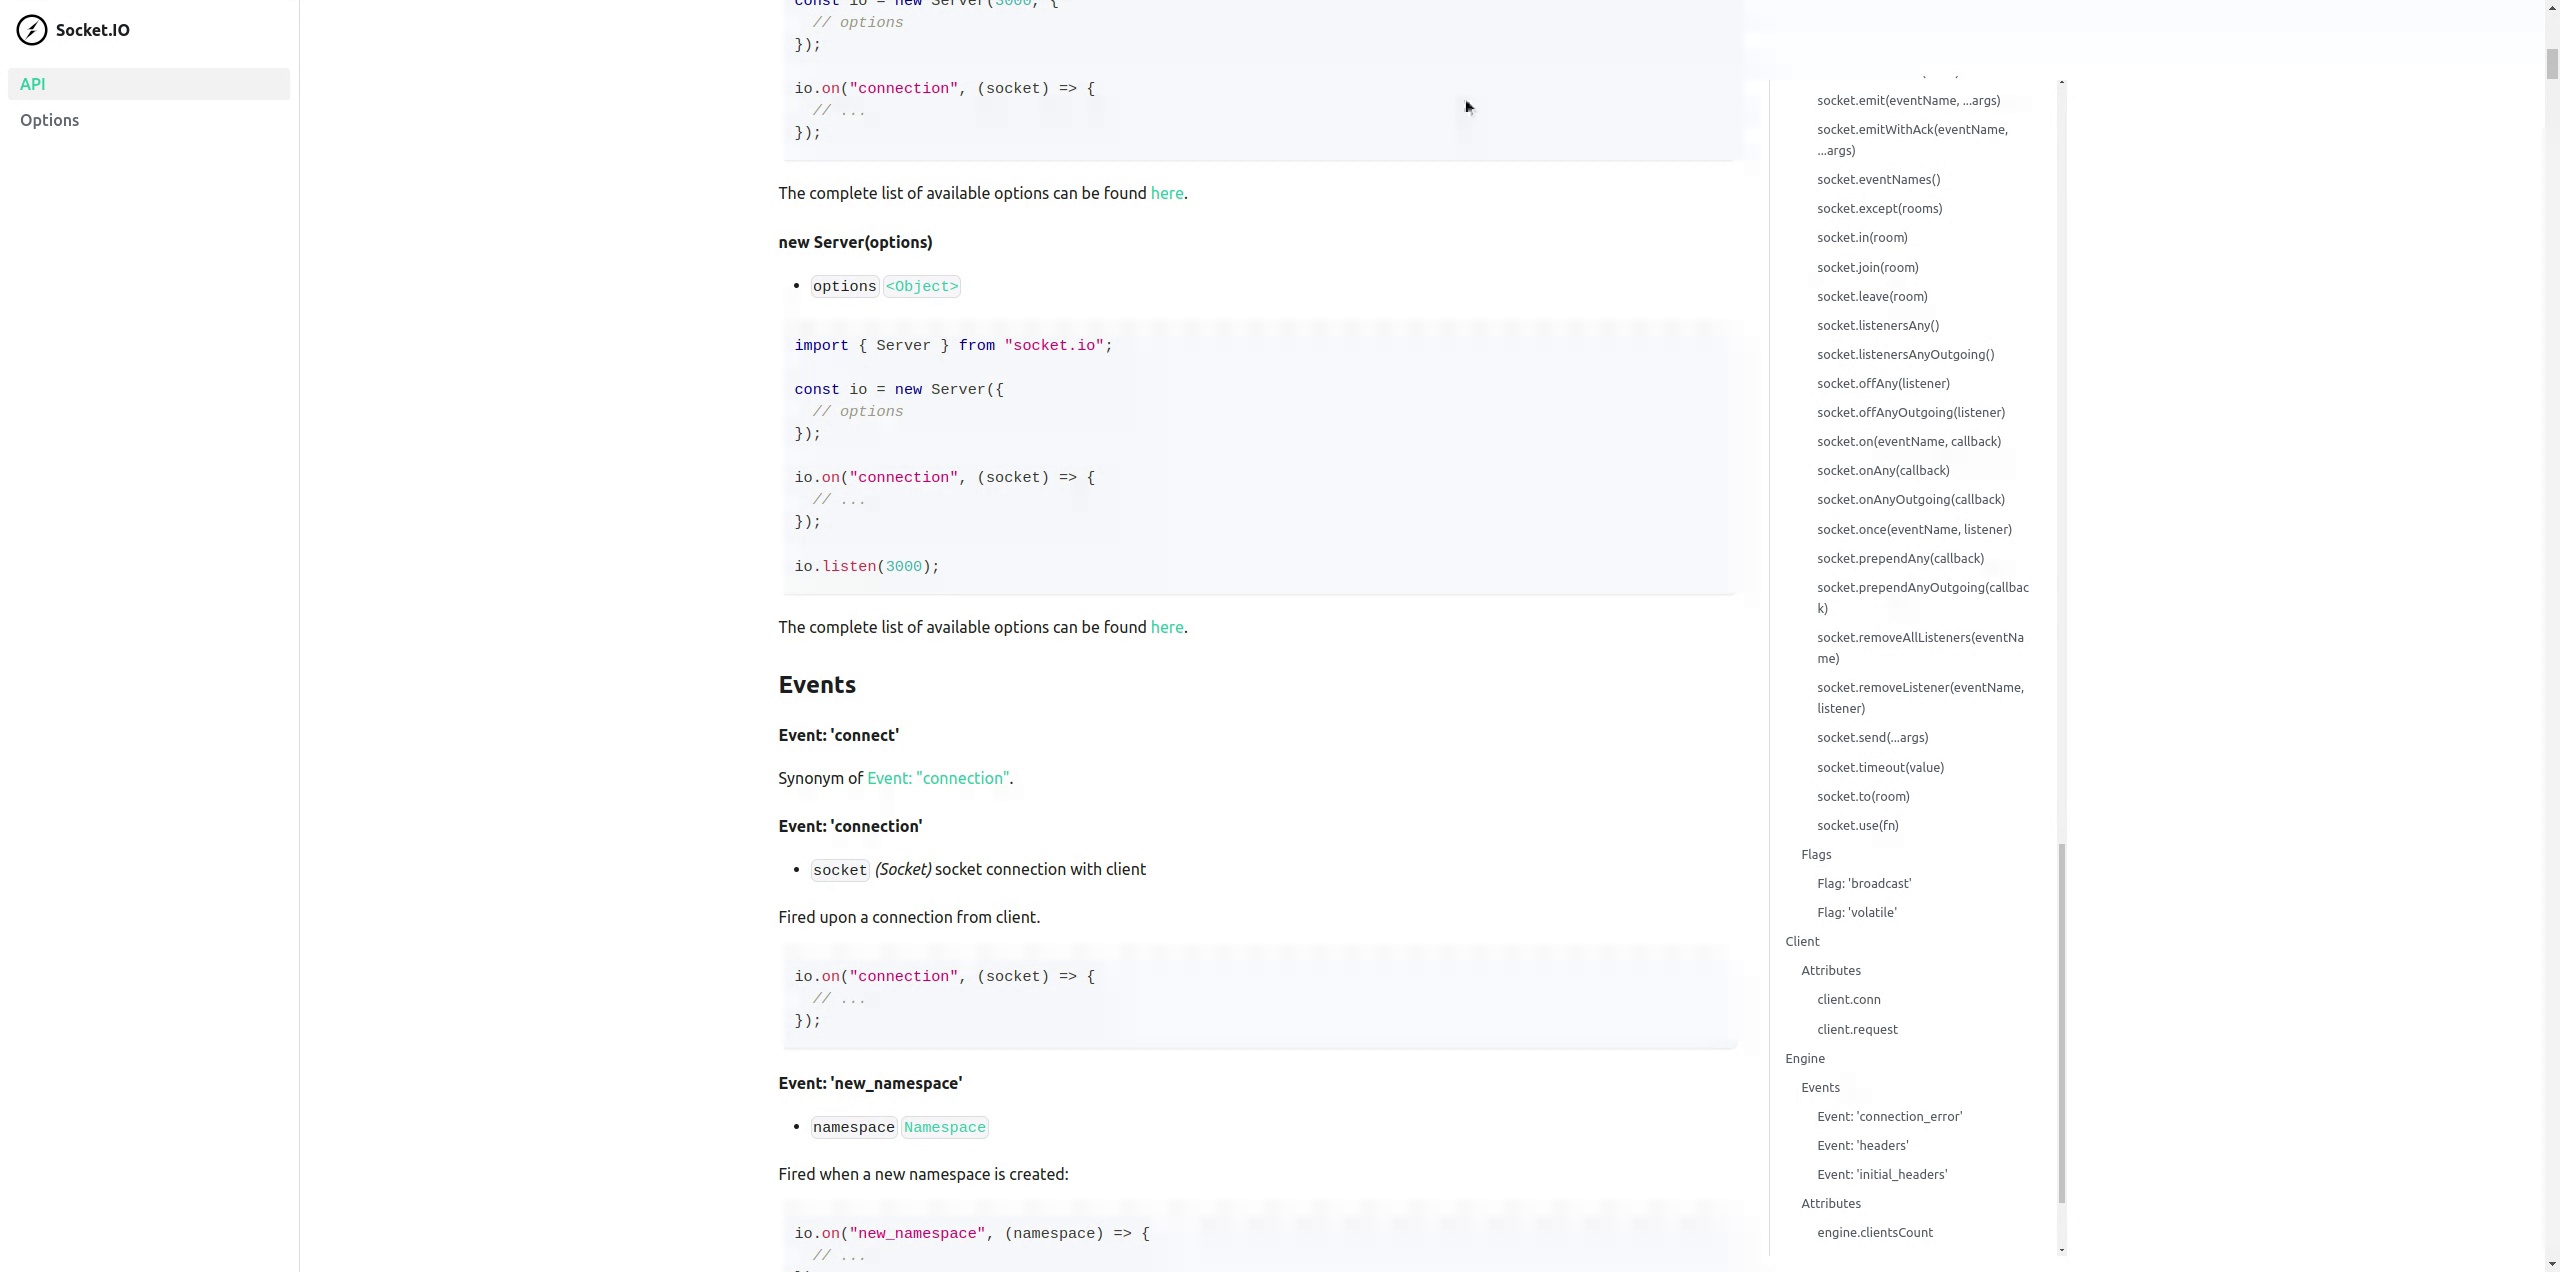 Socket.IO
API
Options
const io = new Server(3000, {
  // options
});
io.on("connection", (socket) => {
  // ...
});
The complete list of available options can be found here.
new Server(options)
options <Object>
import { Server } from "socket.io";
const io = new Server({
  // options
});
io.on("connection", (socket) => {
  // ...
});
io.listen(3000);
The complete list of available options can be found here.
Events
Event: 'connect'
Synonym of Event: "connection".
Event: 'connection'
socket (Socket) socket connection with client
Fired upon a connection from client.
io.on("connection", (socket) => {
  // ...
});
Event: 'new_namespace'
namespace Namespace
Fired when a new namespace is created:
io.on("new_namespace", (namespace) => {
  // ...
socket.emit(eventName, ...args)
socket.emitWithAck(eventName,
...args)
socket.eventNames()
socket.except(rooms)
socket.in(room)
socket.join(room)
socket.leave(room)
socket.listenersAny()
socket.listenersAnyOutgoing()
socket.offAny(listener)
socket.offAnyOutgoing(listener)
socket.on(eventName, callback)
socket.onAny(callback)
socket.onAnyOutgoing(callback)
socket.once(eventName, listener)
socket.prependAny(callback)
socket.prependAnyOutgoing(callbac
k)
socket.removeAllListeners(eventNa
me)
socket.removeListener(eventName,
listener)
socket.send(...args)
socket.timeout(value)
socket.to(room)
socket.use(fn)
Flags
Flag: 'broadcast'
Flag: 'volatile'
Client
Attributes
client.conn
client.request
Engine
Events
Event: 'connection_error'
Event: 'headers'
Event: 'initial_headers'
Attributes
engine.clientsCount